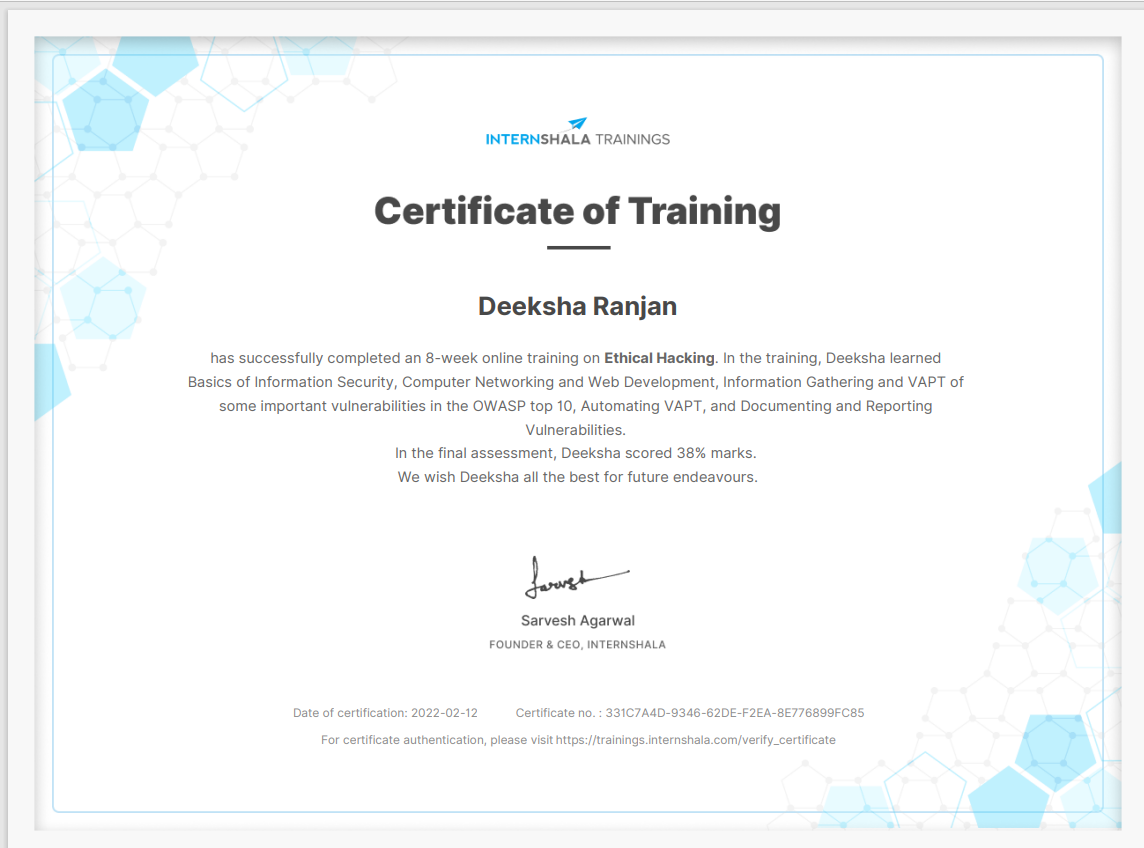 INTERNSHALA TRAININGS
Certificate of Training
Deeksha Ranjan
has successfully completed an 8-week online training on Ethical Hacking. In the training, Deeksha learned
Basics of Information Security, Computer Networking and Web Development, Information Gathering and VAPT of
some important vulnerabilities in the OWASP top 10, Automating VAPT, and Documenting and Reporting
Vulnerabilities.
In the final assessment, Deeksha scored 38% marks.
We wish Deeksha all the best for future endeavours.
Sarvesh
Sarvesh Agarwal
FOUNDER & CEO, INTERNSHALA
Date of certification: 2022-02-12 Certificate no. : 331C7A4D-9346-62DE-F2EA-8E776899FC85
For certificate authentication, please visit https://trainings.internshala.com/verify_certificate